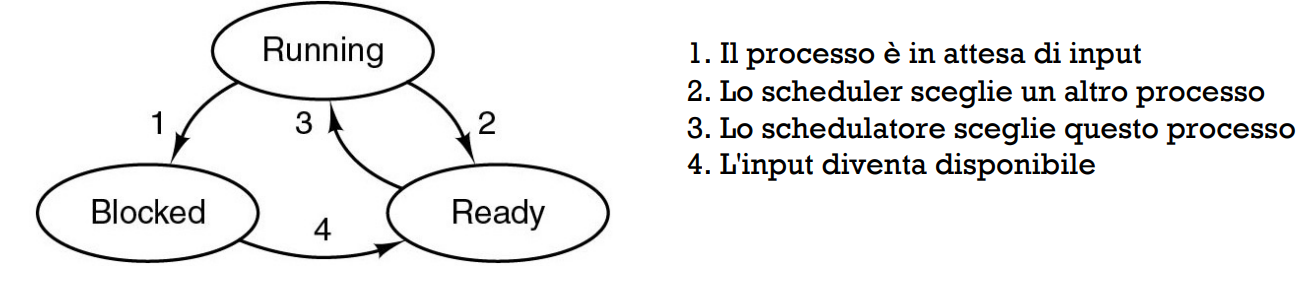 Running
1
3
2
Blocked
4
Ready
1. Il processo è in attesa di input
2. Lo scheduler sceglie un altro processo
3. Lo schedulatore sceglie questo processo
4. L'input diventa disponibile